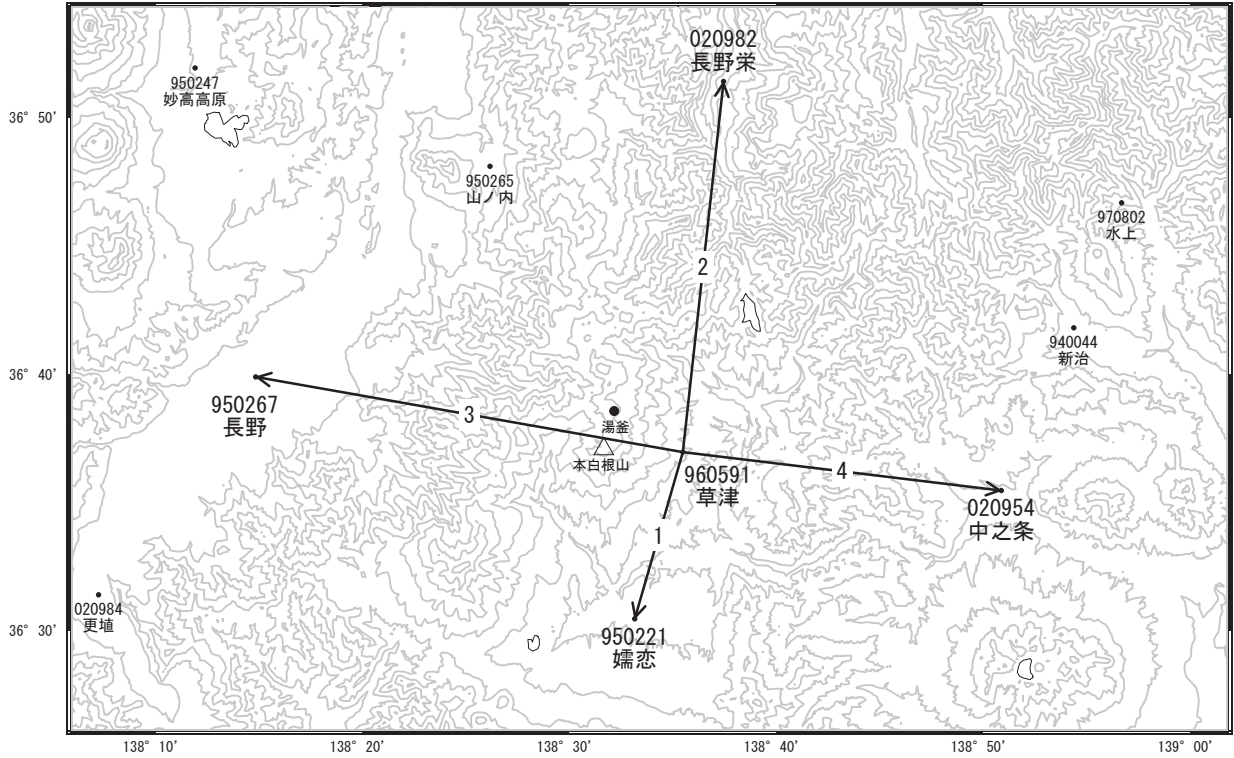 020982
長野栄
950247
妙高高原
36° 50′
950265
山ノ内
970802
水上
2
940044
新治
36° 40′
950267
長野
3
湯釜
本白根山
960591
草津
4
020954
中之条
1
020984
更埴
36° 30′
950221
嬬恋
138° 10′
138° 20′
138° 30′
138° 40′
138° 50′
139° 00′